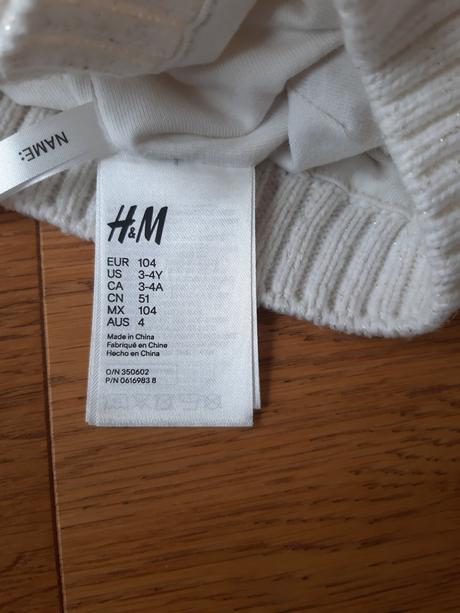 NAME:
H&M
EUR 104
US 3-4Y
CA 3-4A
CN 51
MX 104
AUS 4
Made in China
Fabriqué en Chine
Hecho en China
O/N 350602
P/N 0616983 8